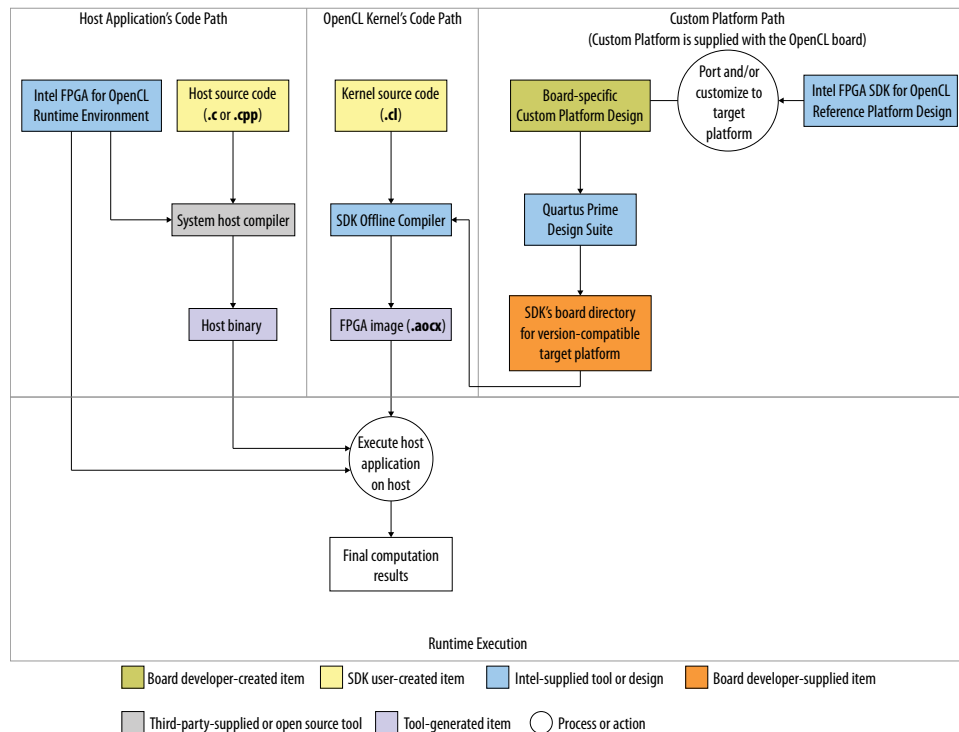 Host Application's Code Path
OpenCL Kernel's Code Path
Custom Platform Path
(Custom Platform is supplied with the OpenCL board)
Intel FPGA for OpenCL
Runtime Environment
Host source code
(.c or .cpp)
Kernel source code
(.cl)
Board-specific
Custom Platform Design
Port and/or
customize to
target
platform
Intel FPGA SDK for OpenCL
Reference Platform Design
System host compiler
SDK Offline Compiler
Quartus Prime
Design Suite
Host binary
FPGA image (.aocx)
SDK's board directory
for version-compatible
target platform
Execute host
application
on host
Final computation
results
Runtime Execution
Board developer-created item
SDK user-created item
Intel-supplied tool or design
Board developer-supplied item
Third-party-supplied or open source tool
Tool-generated item
Process or action